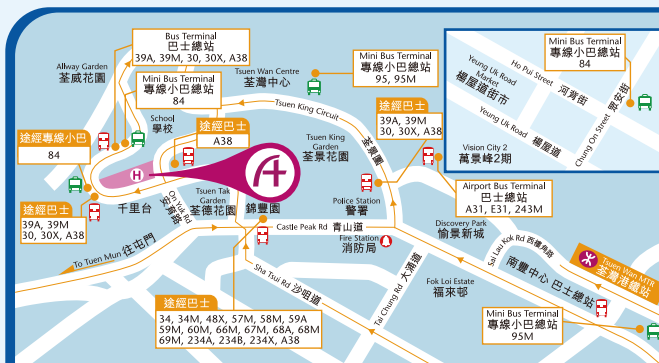 Bus Terminal
巴士總站
39A, 39M, 30, 30X, A38
Allway Garden
荃威花園
Mini Bus Terminal
專線小巴總站
84
School
學校
途經專線小巴
84
途經巴士
A38
Tsuen Wan Centre
荃灣中心
Mini Bus Terminal
專線小巴總站
95, 95M
Tsuen King Circuit
途經巴士
39A, 39M
30, 30X, A38
Tsuen King
Garden
荃景花園
荃景圍
H
千里台
途經巴士
39A, 39M
30, 30X, A38
On Yuk Rd
安育路
Tsuen Tak
Garden
荃德花園
錦豐園
Police Station
警署
Airport Bus Terminal
巴士總站
A31, E31, 243M
Castle Peak Rd 青山道
To Tuen Mun 往屯門
Fire Station
消防局
Discovery Park
愉景新城
Sai Lau Kok Rd 西樓角路
Tsuen Wan MTR
荃灣港鐵站
南豐中心 巴士總站
Sha Tsui Rd 沙咀道
Tai Chung Rd 大涌道
Fok Loi Estate
福來邨
途經巴士
34, 34M, 48X, 57M, 58M, 59A
59M, 60M, 66M, 67M, 68A, 68M
69M, 234A, 234B, 234X, A38
Mini Bus Terminal
專線小巴總站
95M
Mini Bus Terminal
專線小巴總站
84
Yeung Uk Road
Market
楊屋道街市
Ho Pui Street 河背街
Yeung Uk Road 楊屋道
Chung On Street 眾安街
Vision City 2
萬景峰2期